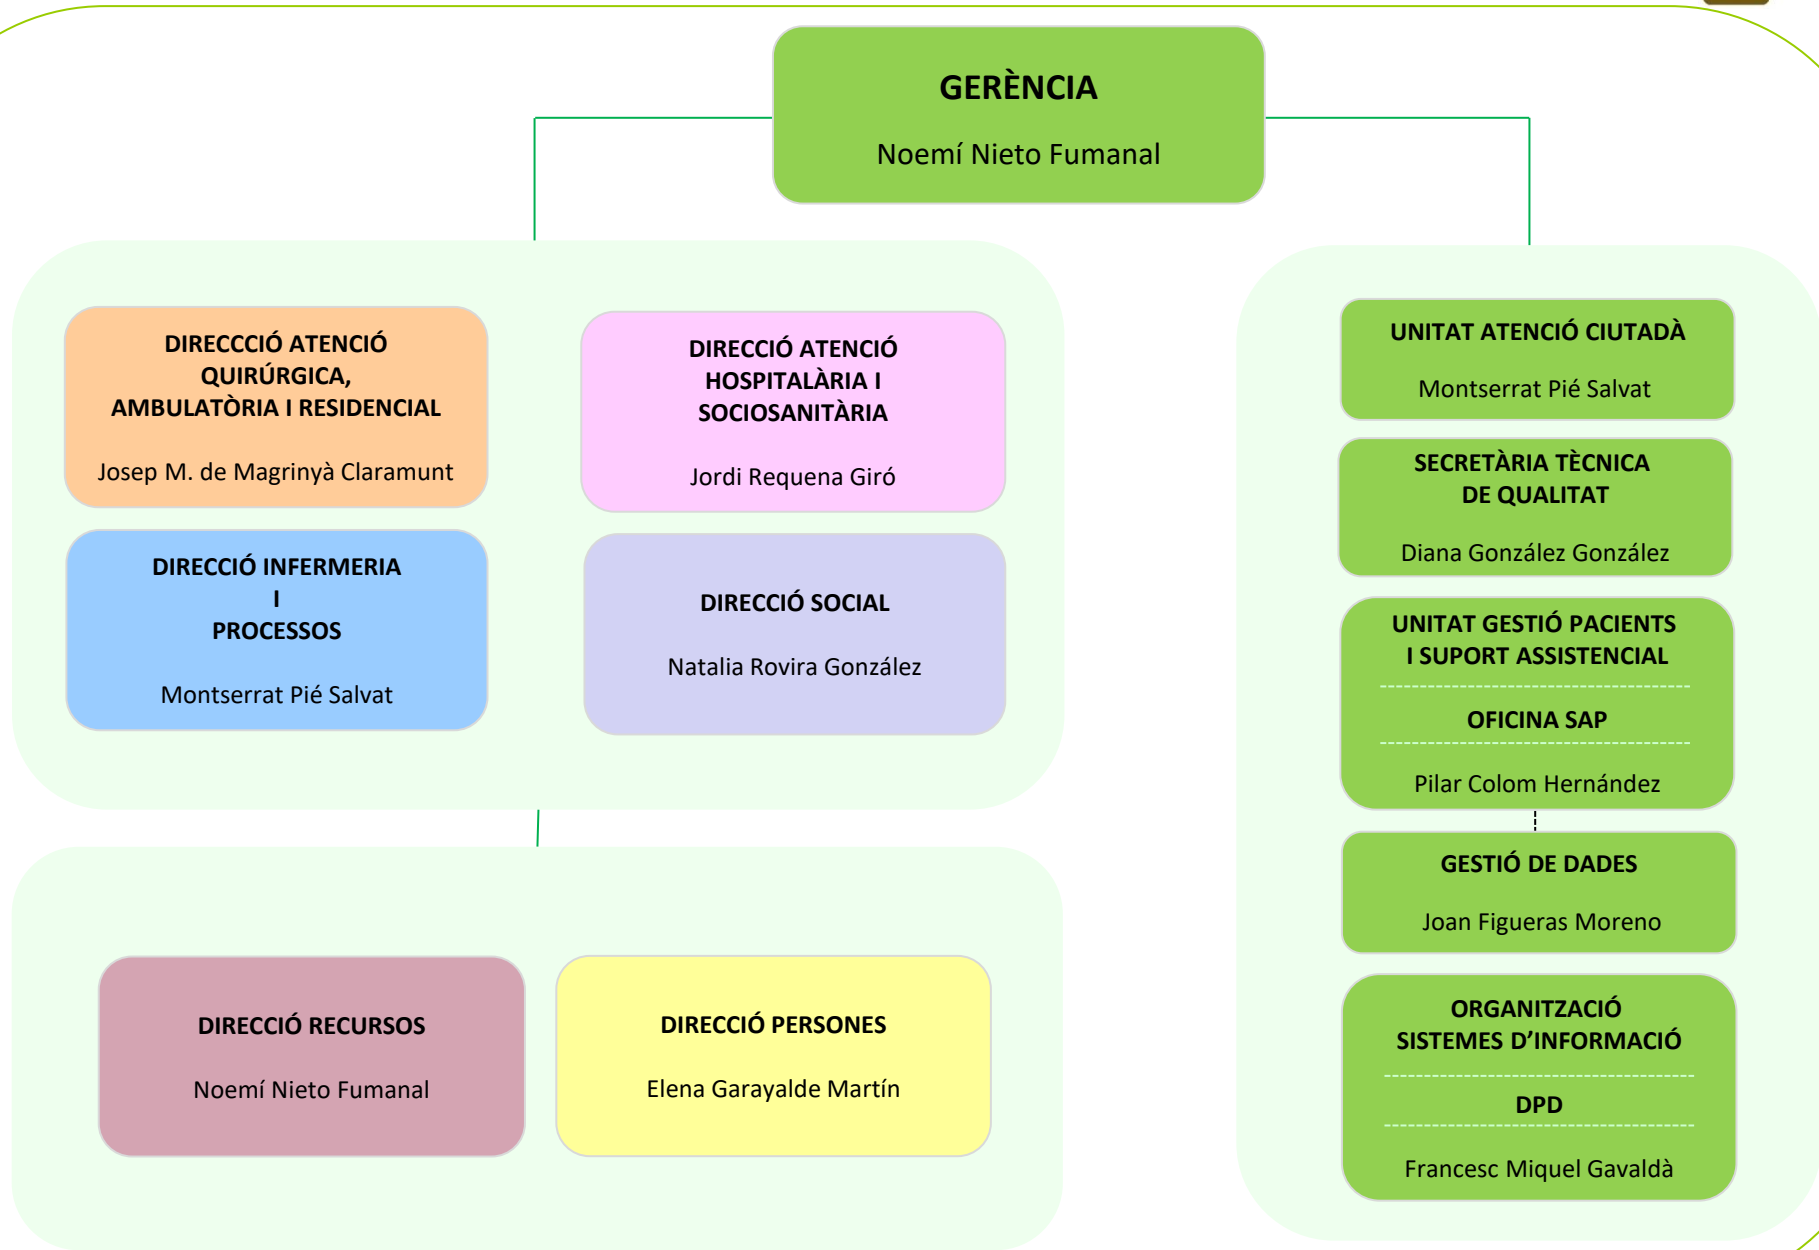 GERÈNCIA
Noemí Nieto Fumanal
DIRECCCIÓ ATENCIÓ
QUIRÚRGICA,
AMBULATÒRIA I RESIDENCIAL
Josep M. de Magrinyà Claramunt
DIRECCIÓ ATENCIÓ
HOSPITALÀRIA I
SOCIOSANITÀRIA
Jordi Requena Giró
DIRECCIÓ INFERMERIA
I
PROCESSOS
Montserrat Pié Salvat
DIRECCIÓ SOCIAL
Natalia Rovira González
DIRECCIÓ RECURSOS
Noemí Nieto Fumanal
DIRECCIÓ PERSONES
Elena Garayalde Martín
UNITAT ATENCIÓ CIUTADÀ
Montserrat Pié Salvat
SECRETÀRIA TÈCNICA
DE QUALITAT
Diana González González
UNITAT GESTIÓ PACIENTS
I SUPORT ASSISTENCIAL
OFICINA SAP
Pilar Colom Hernández
GESTIÓ DE DADES
Joan Figueras Moreno
ORGANITZACIÓ
SISTEMES D’INFORMACIÓ
DPD
Francesc Miquel Gavaldà